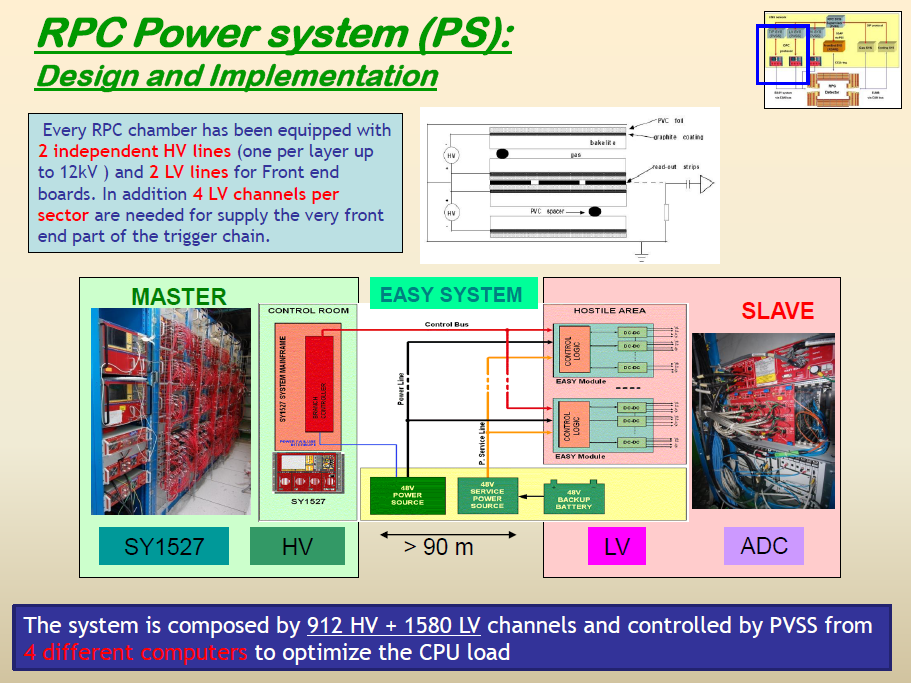 RPC Power system (PS):
Design and Implementation
Every RPC chamber has been equipped with
2 independent HV lines (one per layer up
to 12kV ) and 2 LV lines for Front end
boards. In addition 4 LV channels per
sector are needed for supply the very front
end part of the trigger chain.
PVC foil
graphite coating
bakelite
HV
gas
read-out strips
HV
PVC spacer
MASTER
EASY SYSTEM
SLAVE
CONTROL ROOM
HOSTILE AREA
Control Bus
SY1527 SYSTEM MAINFRAME
BRANCH CONTROLLER
Power Line
P. Service Line
CONTROL LOGIC
DC-DC
DC-DC
DC-DC
EASY Module
CONTROL LOGIC
DC-DC
DC-DC
DC-DC
EASY Module
SY1527
48V
POWER
SOURCE
48V
SERVICE
POWER
SOURCE
48V
BACKUP
BATTERY
SY1527
HV
> 90 m
LV
ADC
The system is composed by 912 HV + 1580 LV channels and controlled by PVSS from
4 different computers to optimize the CPU load